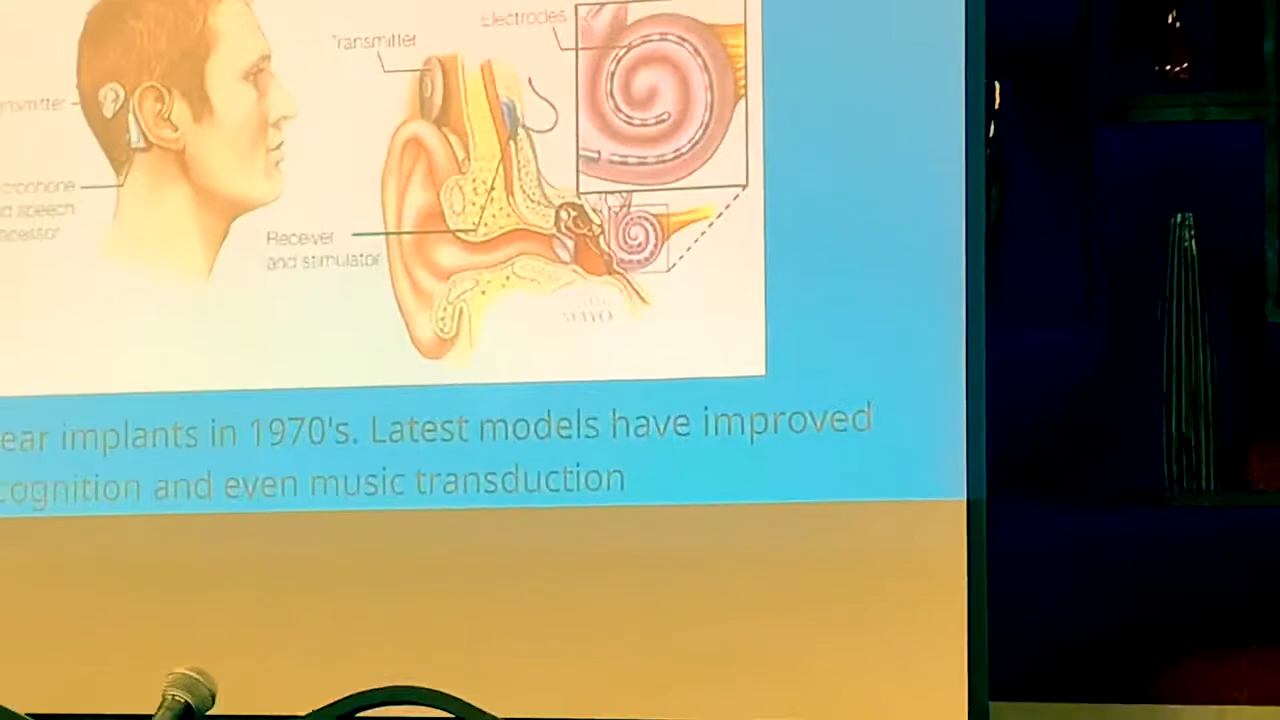 Electrodes
Transmitter
nsmitter
crophone
d speech
ocessor
Receiver
and stimulator
MAYO
ear implants in 1970's. Latest models have improved
cognition and even music transduction